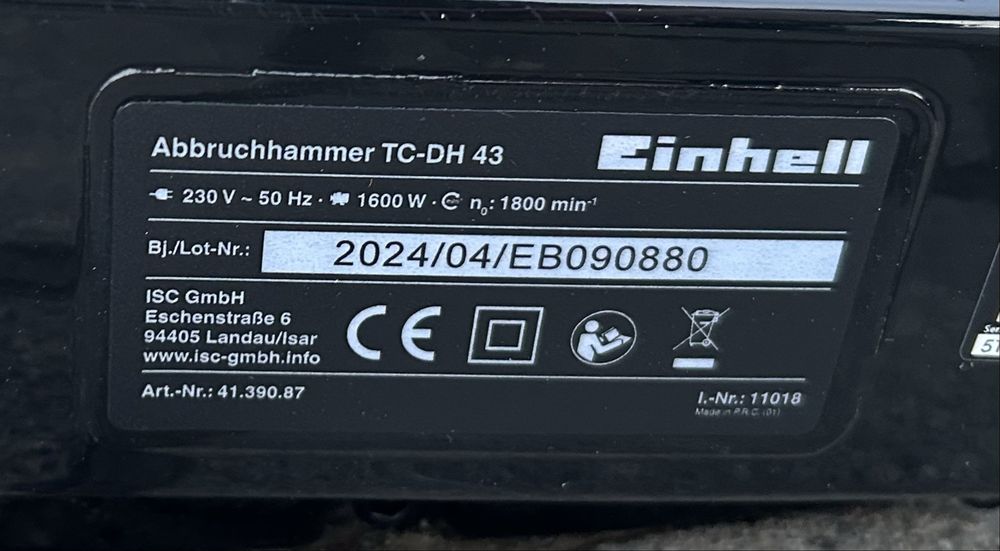 Abbruchhammer TC-DH 43
Einhell
230 V ~ 50 Hz · 1600 W · n₀: 1800 min⁻¹
Bj./Lot-Nr.: 2024/04/EB090880
ISC GmbH
Eschenstraße 6
94405 Landau/Isar
www.isc-gmbh.info
CE
Art.-Nr.: 41.390.87
I.-Nr.: 11018
Made in P.R.C. (01)